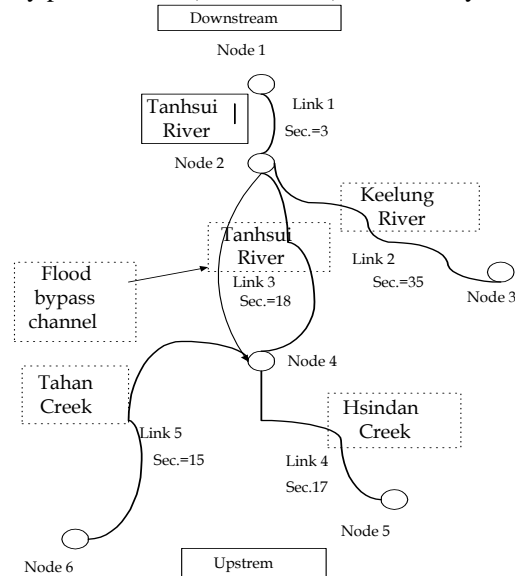 Downstream
Node 1
Tanhsui
River
Link 1
Sec.=3
Node 2
Keelung
River
Tanhsui
River
Link 2
Sec.=35
Link 3
Sec.=18
Node 3
Flood
bypass
channel
Node 4
Tahan
Creek
Hsindan
Creek
Link 5
Sec.=15
Link 4
Sec.17
Node 5
Node 6
Upstrem